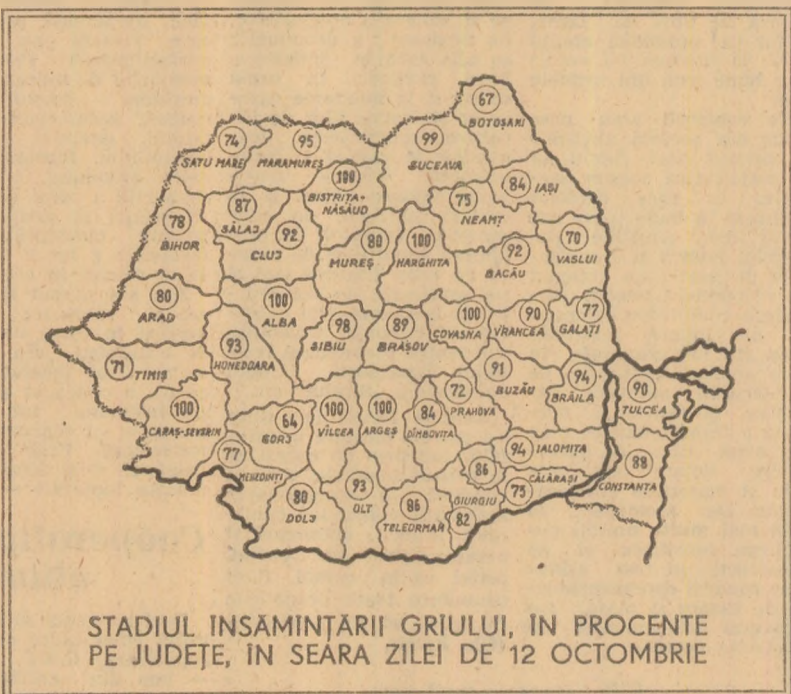 67
BOTOȘANI
74
SATU MARE
95
MARAMUREȘ
99
SUCEAVA
100
BISTRIȚA-
NĂSĂUD
84 IAȘI
87
SĂLAJ
75
NEAMȚ
78
BIHOR
92
CLUJ
80
MUREȘ
100
HARGHITA
92
BACĂU
70
VASLUI
80
ARAD
100
ALBA
98
SIBIU
89
BRAȘOV
100
COVASNA
90
VRANCEA
77
GALAȚI
71 TIMIȘ
93
HUNEDOARA
91
BUZĂU
94
BRĂILA
90
TULCEA
100
CARAȘ-SEVERIN
64
GORJ
100
VÎLCEA
100
ARGEȘ
84
DÎMBOVIȚA
72
PRAHOVA
94 IALOMIȚA
77
MEHEDINȚI
80
DOLJ
93
OLT
86
TELEORMAN
86
GIURGIU
82
CĂLĂRAȘI
75
88
CONSTANȚA
STADIUL ÎNSĂMINȚĂRII GRÎULUI, ÎN PROCENTE
PE JUDEȚE, ÎN SEARA ZILEI DE 12 OCTOMBRIE